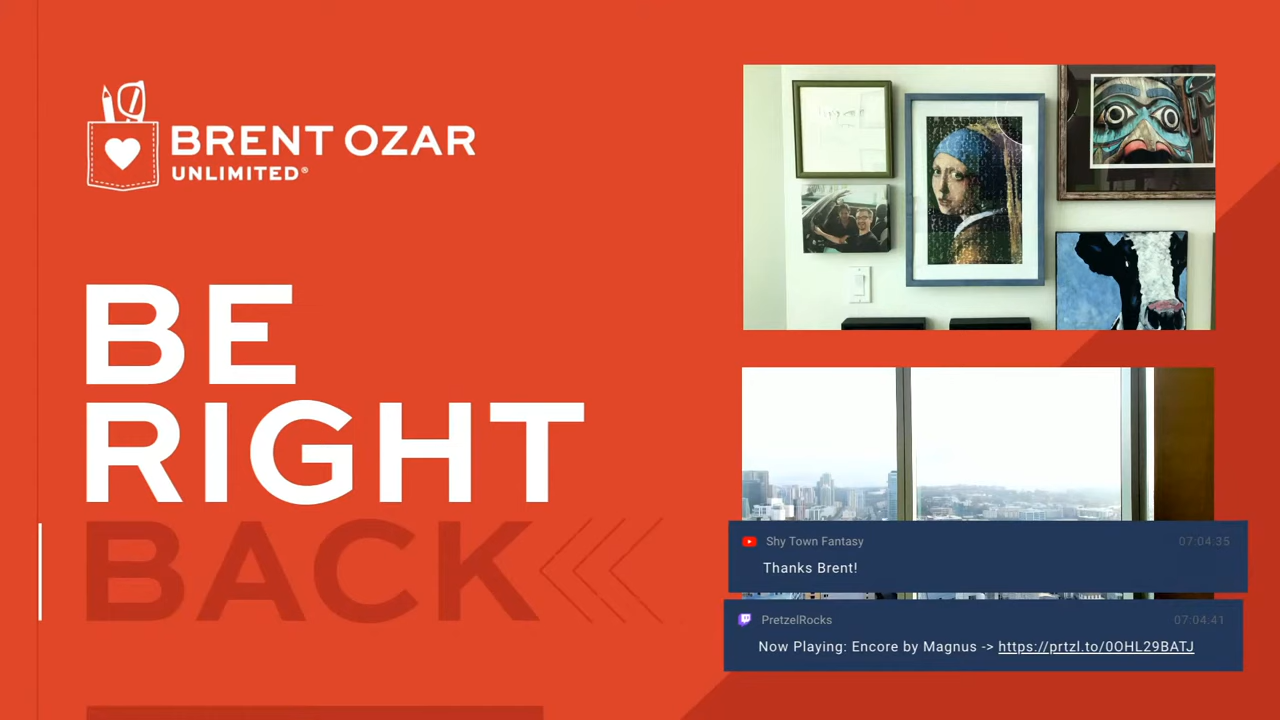 BRENT OZAR
UNLIMITED®
BE
RIGHT
BACK
Shy Town Fantasy 07:04:35
Thanks Brent!
PretzelRocks 07:04:41
Now Playing: Encore by Magnus -> https://prtzl.to/0OHL29BATJ